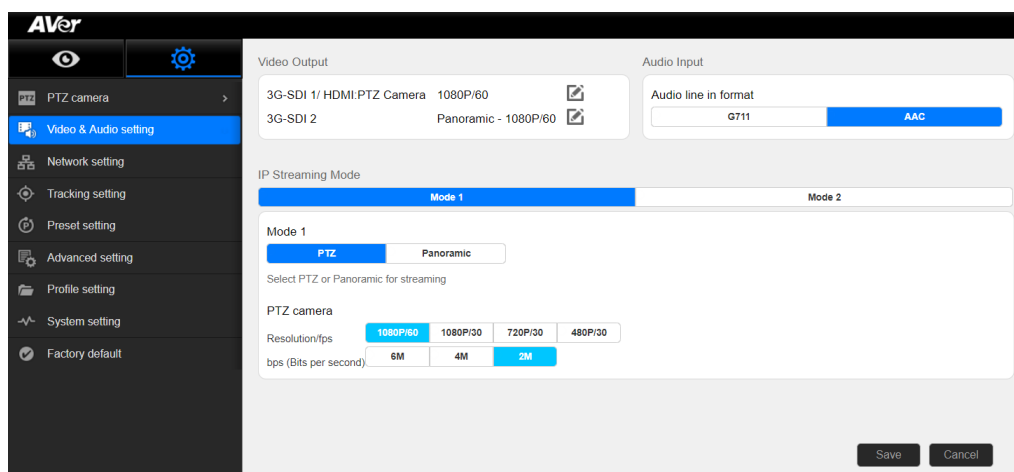 AVer
PTZ PTZ camera >
Video & Audio setting
Network setting
Tracking setting
P Preset setting
Advanced setting
Profile setting
System setting
Factory default
Video Output
3G-SDI 1/ HDMI:PTZ Camera 1080P/60
3G-SDI 2 Panoramic - 1080P/60
Audio Input
Audio line in format
G711 AAC
IP Streaming Mode
Mode 1 Mode 2
Mode 1
PTZ Panoramic
Select PTZ or Panoramic for streaming
PTZ camera
Resolution/fps 1080P/60 1080P/30 720P/30 480P/30
bps (Bits per second) 6M 4M 2M
Save Cancel